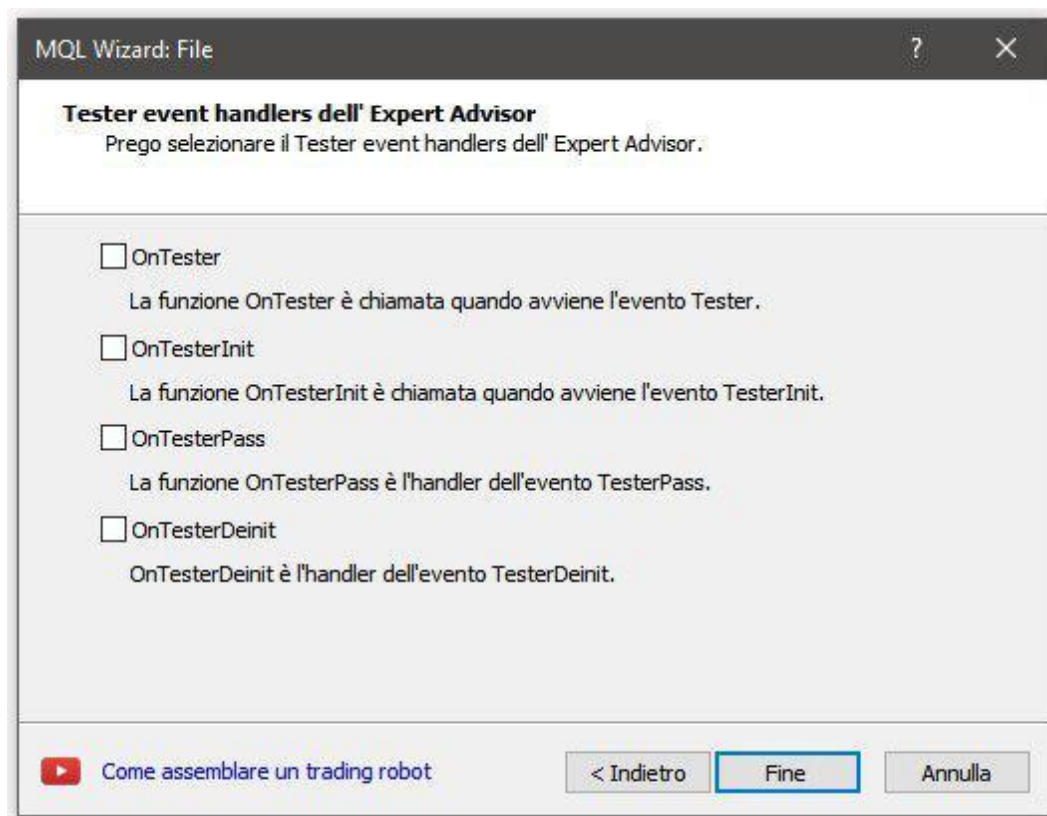 MQL Wizard: File
Tester event handlers dell' Expert Advisor
Prego selezionare il Tester event handlers dell' Expert Advisor.
OnTester
La funzione OnTester è chiamata quando avviene l'evento Tester.
OnTesterInit
La funzione OnTesterInit è chiamata quando avviene l'evento TesterInit.
OnTesterPass
La funzione OnTesterPass è l'handler dell'evento TesterPass.
OnTesterDeinit
OnTesterDeinit è l'handler dell'evento TesterDeinit.
Come assemblare un trading robot
< Indietro
Fine
Annulla